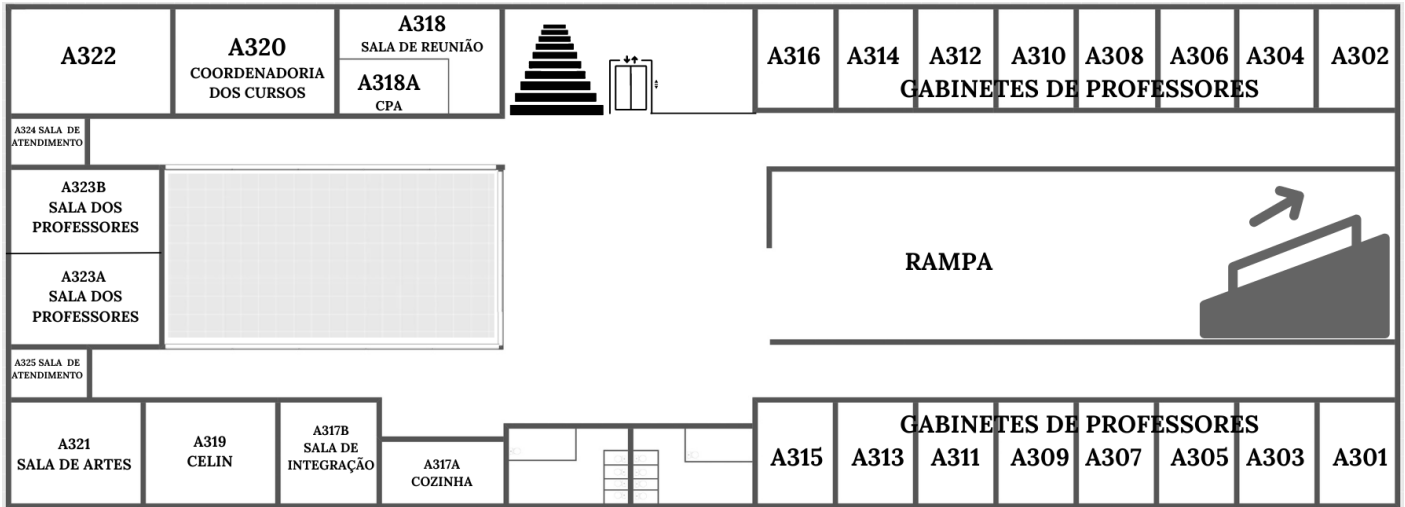 A322
A320
COORDENADORIA
DOS CURSOS
A318
SALA DE REUNIÃO
A318A
CPA
A316
A314
A312
A310
A308
A306
A304
A302
GABINETES DE PROFESSORES
A324 SALA DE
ATENDIMENTO
A323B
SALA DOS
PROFESSORES
A323A
SALA DOS
PROFESSORES
RAMPA
A325 SALA DE
ATENDIMENTO
A321
SALA DE ARTES
A319
CELIN
A317B
SALA DE
INTEGRAÇÃO
A317A
COZINHA
GABINETES DE PROFESSORES
A315
A313
A311
A309
A307
A305
A303
A301